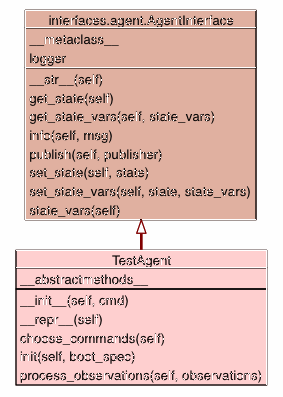 interfaces.agent.AgentInterface
__metaclass__
logger
__str__(self)
get_state(self)
get_state_vars(self, state_vars)
info(self, msg)
publish(self, publisher)
set_state(self, state)
set_state_vars(self, state, state_vars)
state_vars(self)
TestAgent
__abstractmethods__
__init__(self, cmd)
__repr__(self)
choose_commands(self)
init(self, boot_spec)
process_observations(self, observations)